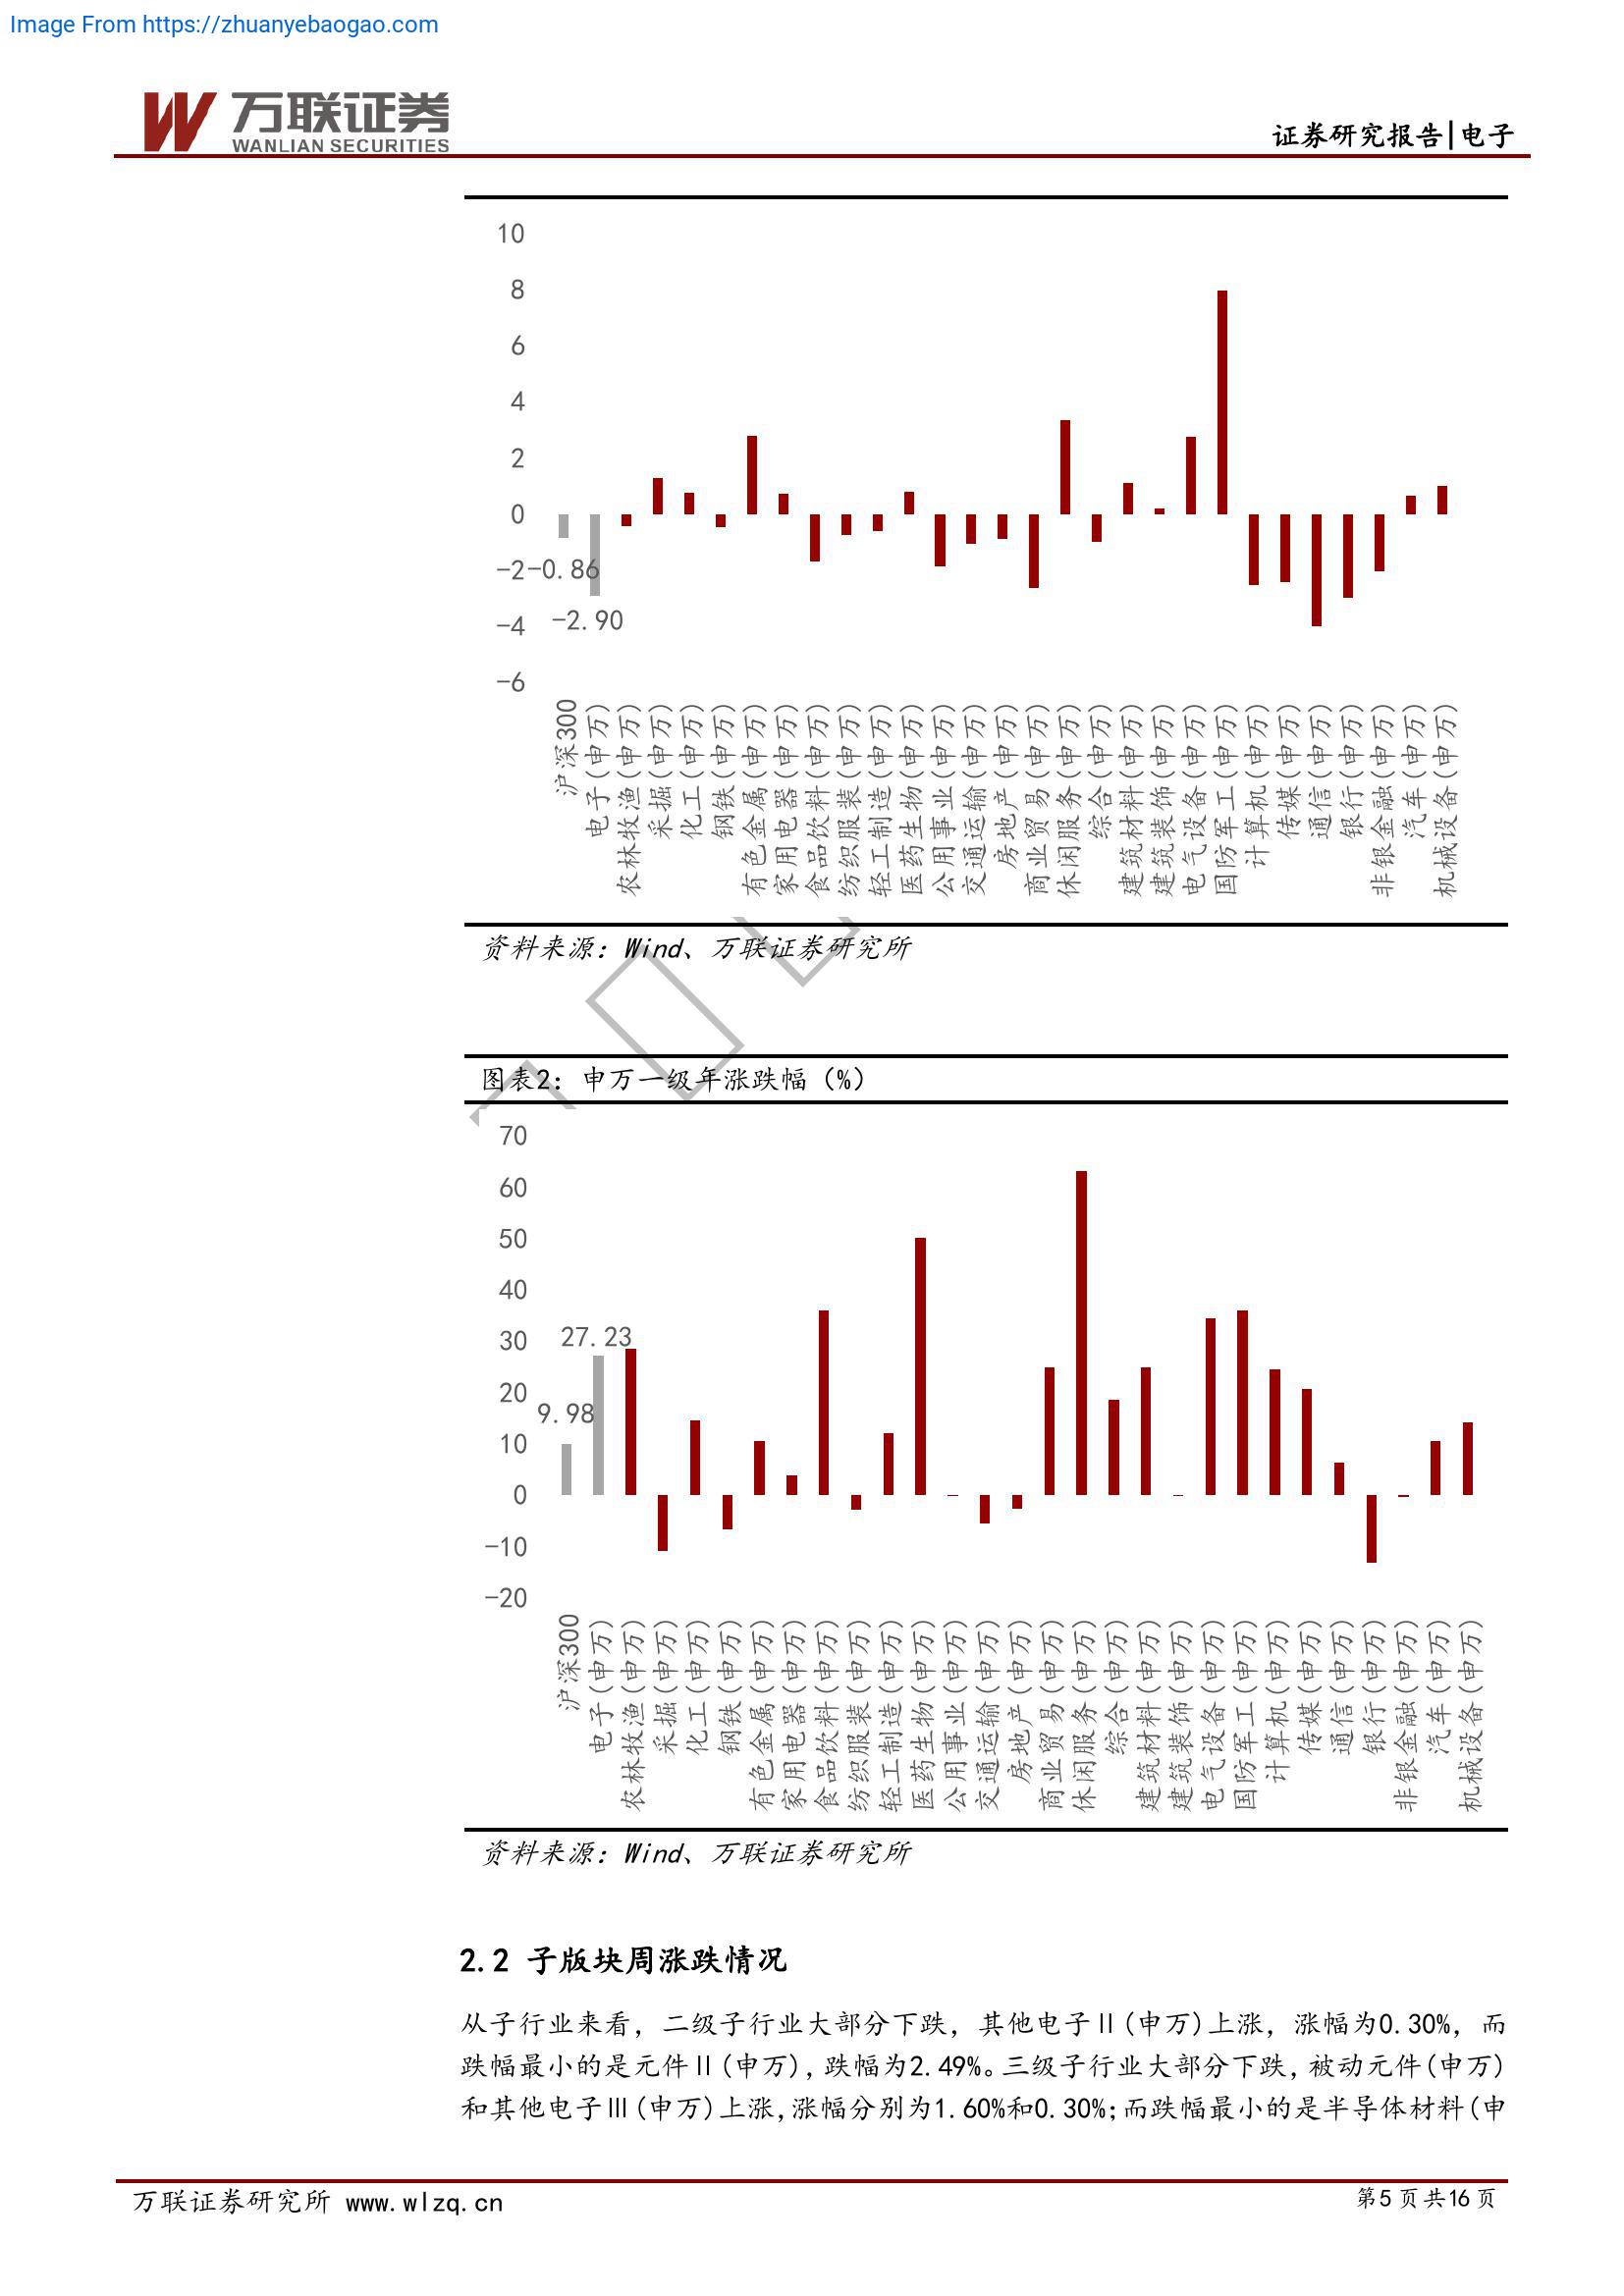 Image From https://zhuanyebaogao.com
万联证券
WANLIAN SECURITIES
证券研究报告|电子
10
8
6
4
2
0
-2
-4
-6
-0.86
-2.90
沪深300
电子(申万)
农林牧渔(申万)
采掘(申万)
化工(申万)
钢铁(申万)
有色金属(申万)
家用电器(申万)
食品饮料(申万)
纺织服装(申万)
轻工制造(申万)
医药生物(申万)
公用事业(申万)
交通运输(申万)
房地产(申万)
商业贸易(申万)
休闲服务(申万)
综合(申万)
建筑材料(申万)
建筑装饰(申万)
电气设备(申万)
国防军工(申万)
计算机(申万)
传媒(申万)
通信(申万)
银行(申万)
非银金融(申万)
汽车(申万)
机械设备(申万)
资料来源：Wind、万联证券研究所
图表2：申万一级年涨跌幅（%）
70
60
50
40
30
20
10
0
-10
-20
9.98
27.23
沪深300
电子(申万)
农林牧渔(申万)
采掘(申万)
化工(申万)
钢铁(申万)
有色金属(申万)
家用电器(申万)
食品饮料(申万)
纺织服装(申万)
轻工制造(申万)
医药生物(申万)
公用事业(申万)
交通运输(申万)
房地产(申万)
商业贸易(申万)
休闲服务(申万)
综合(申万)
建筑材料(申万)
建筑装饰(申万)
电气设备(申万)
国防军工(申万)
计算机(申万)
传媒(申万)
通信(申万)
银行(申万)
非银金融(申万)
汽车(申万)
机械设备(申万)
资料来源：Wind、万联证券研究所
2.2 子版块周涨跌情况
从子行业来看，二级子行业大部分下跌，其他电子Ⅱ(申万)上涨，涨幅为0.30%，而
跌幅最小的是元件Ⅱ(申万)，跌幅为2.49%。三级子行业大部分下跌，被动元件(申万)
和其他电子Ⅲ(申万)上涨，涨幅分别为1.60%和0.30%；而跌幅最小的是半导体材料(申
万联证券研究所 www.wlzq.cn
第5页共16页